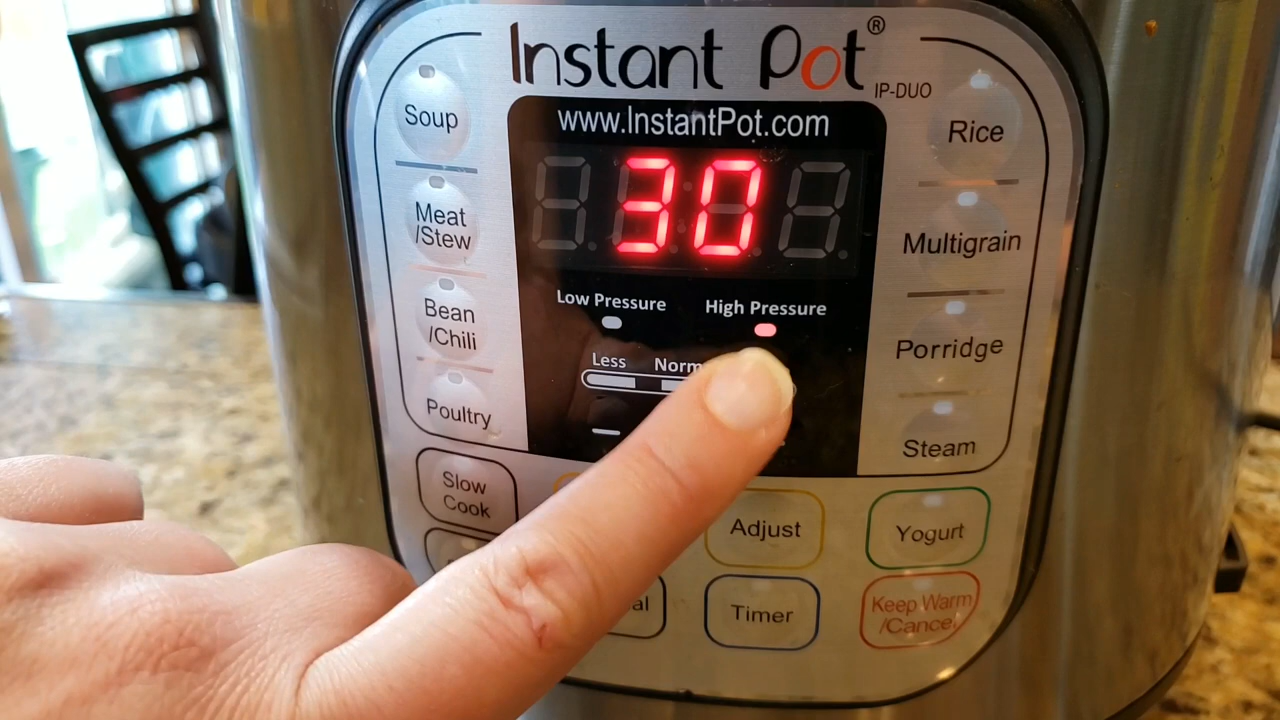 Instant Pot®
IP-DUO
www.InstantPot.com
30
Low Pressure
High Pressure
Less
Soup
Meat
/Stew
Bean
/Chili
Poultry
Rice
Multigrain
Porridge
Steam
Slow
Cook
Adjust
Yogurt
Timer
Keep Warm
/Cancel